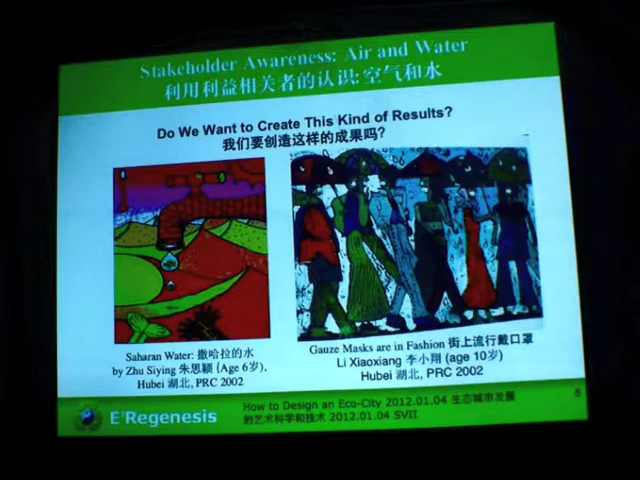 Stakeholder Awareness: Air and Water
利用利益相关者的认识:空气和水
Do We Want to Create This Kind of Results?
我们要创造这样的成果吗?
Saharan Water: 撒哈拉的水
by Zhu Siying 朱思颖 (Age 6岁),
Hubei 湖北, PRC 2002
Gauze Masks are in Fashion 街上流行戴口罩
Li Xiaoxiang 李小翔 (age 10岁)
Hubei 湖北, PRC 2002
E²Regenesis
How to Design an Eco-City 2012.01.04 生态城市发展
的艺术科学和技术 2012.01.04 SVII
8